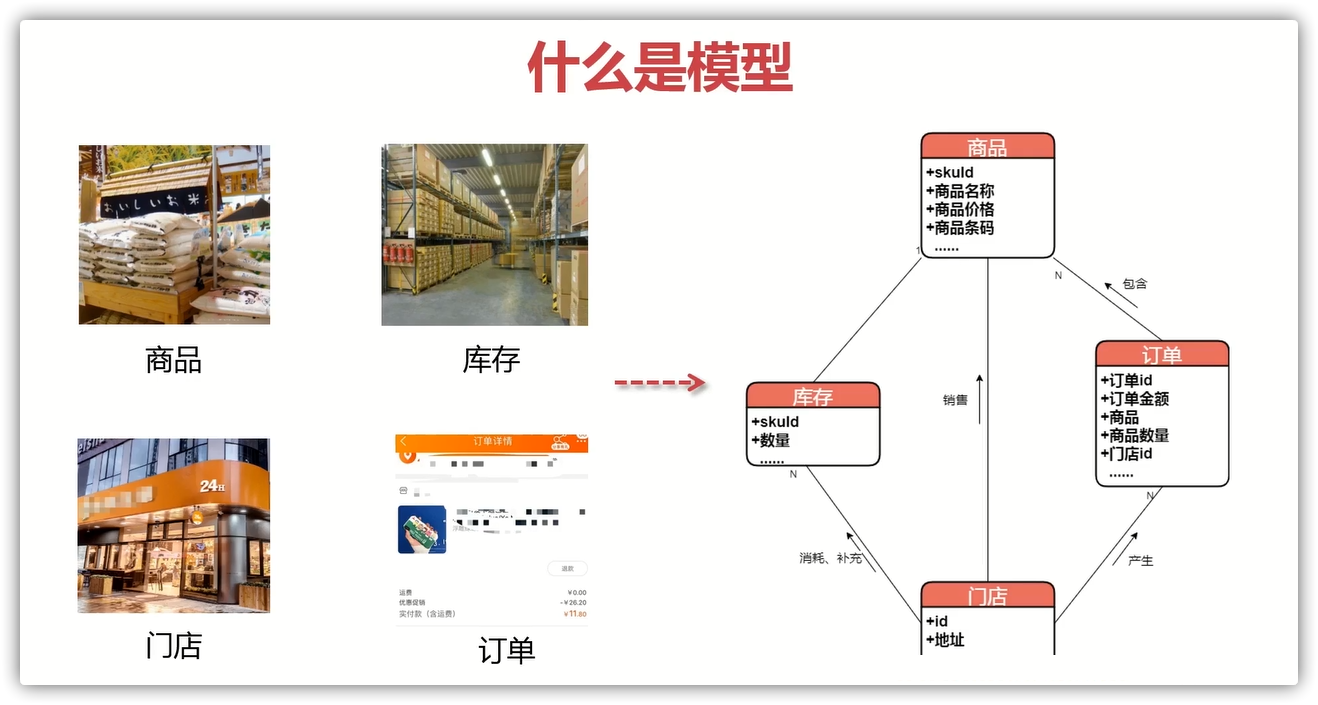 什么是模型
おいしいお米
商品
库存
24H
门店
订单详情
退款
运费 ￥0.00
优惠促销 -￥26.20
实付款（含运费） ￥11.80
订单
商品
+skuId
+商品名称
+商品价格
+商品条码
......
N
包含
库存
+skuId
+数量
......
N
销售
订单
+订单id
+订单金额
+商品
+商品数量
+门店id
......
N
消耗、补充
产生
门店
+id
+地址